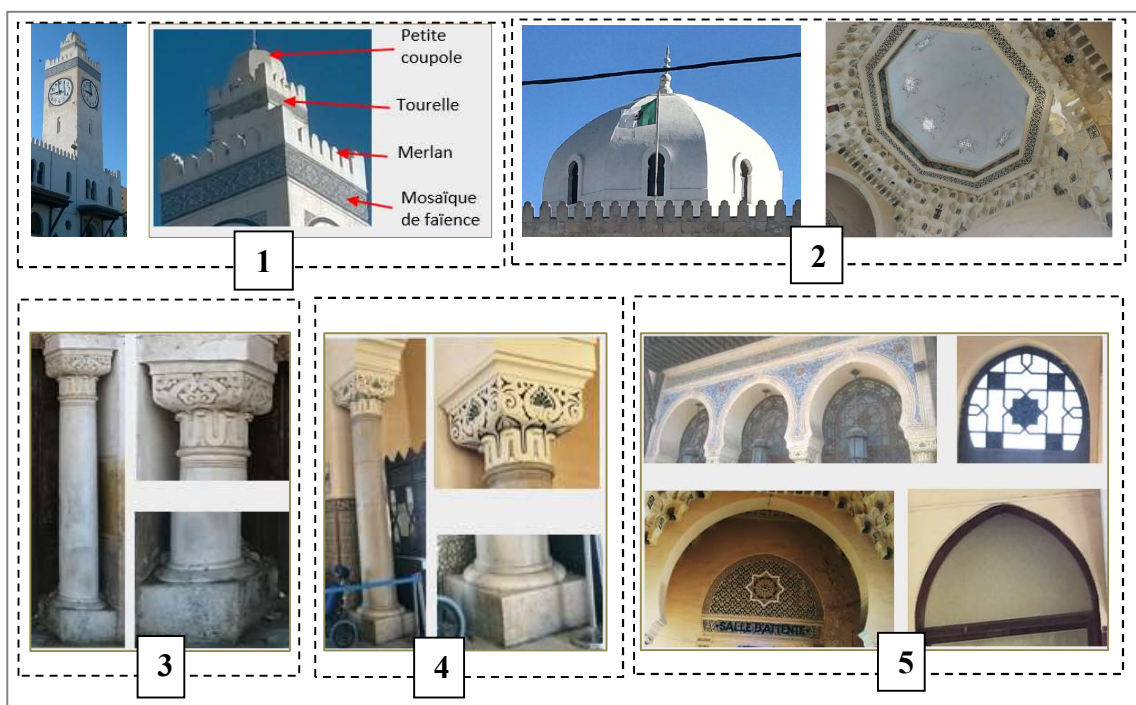 Petite
coupole
Tourelle
Merlan
Mosaïque
de faïence
1
2
SALLE D'ATTENTE
3
4
5